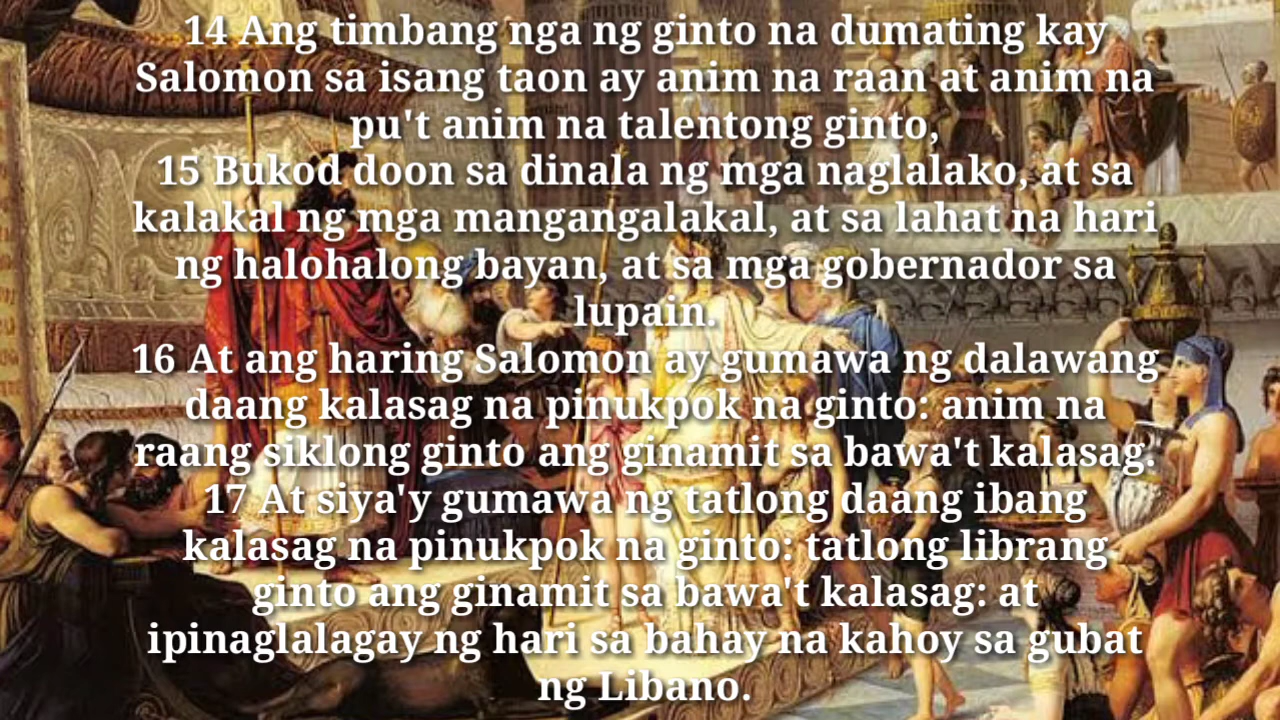 14 Ang timbang nga ng ginto na dumating kay
Salomon sa isang taon ay anim na raan at anim na
pu't anim na talentong ginto,
15 Bukod doon sa dinala ng mga naglalako, at sa
kalakal ng mga mangangalakal, at sa lahat na hari
ng halohalong bayan, at sa mga gobernador sa
lupain.
16 At ang haring Salomon ay gumawa ng dalawang
daang kalasag na pinukpok na ginto: anim na
raang siklong ginto ang ginamit sa bawa't kalasag.
17 At siya'y gumawa ng tatlong daang ibang
kalasag na pinukpok na ginto: tatlong librang
ginto ang ginamit sa bawa't kalasag: at
ipinaglalagay ng hari sa bahay na kahoy sa gubat
ng Libano.